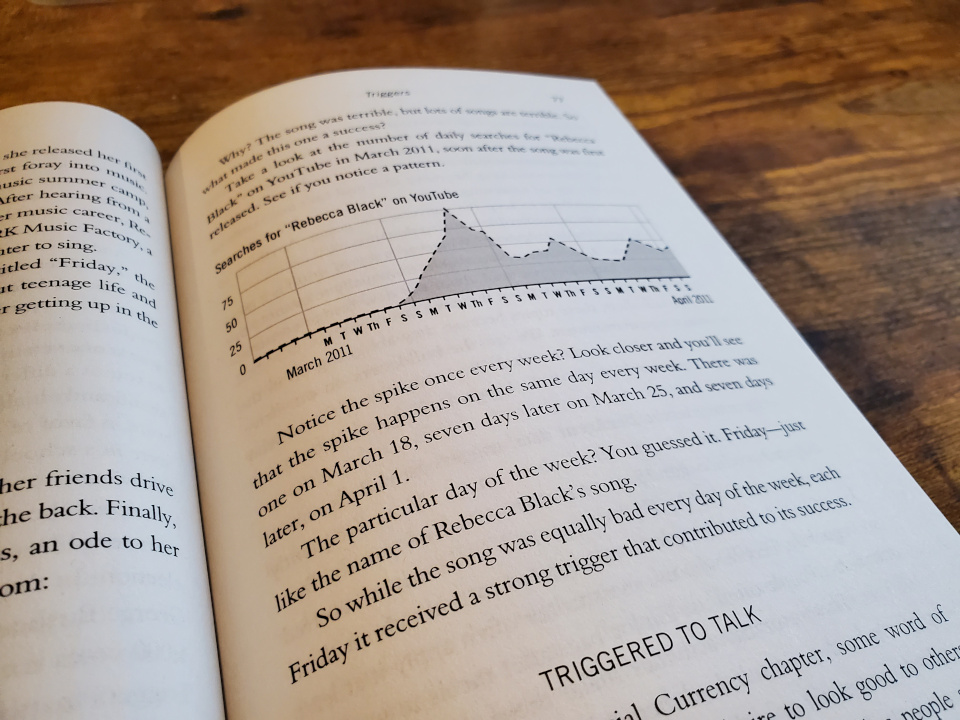 she released her first
rst foray into music.
usic summer camp.
After hearing from a
er music career, Re-
RK Music Factory, a
nter to sing.
itled “Friday,” the
ut teenage life and
r getting up in the
her friends drive
the back. Finally,
s, an ode to her
om:
Triggers
77
Why? The song was terrible, but lots of songs are terrible. So
what made this one a success?
Take a look at the number of daily searches for “Rebecca
Black” on YouTube in March 2011, soon after the song was first
released. See if you notice a pattern.
Searches for “Rebecca Black” on YouTube
75
50
25
0
M T W Th F S S M T W Th F S S M T W Th F S S M T W Th F S S
March 2011
April 2011
Notice the spike once every week? Look closer and you’ll see
that the spike happens on the same day every week. There was
one on March 18, seven days later on March 25, and seven days
later, on April 1.
The particular day of the week? You guessed it. Friday—just
like the name of Rebecca Black’s song.
So while the song was equally bad every day of the week, each
Friday it received a strong trigger that contributed to its success.
TRIGGERED TO TALK
ial Currency chapter, some word of
ire to look good to others
people